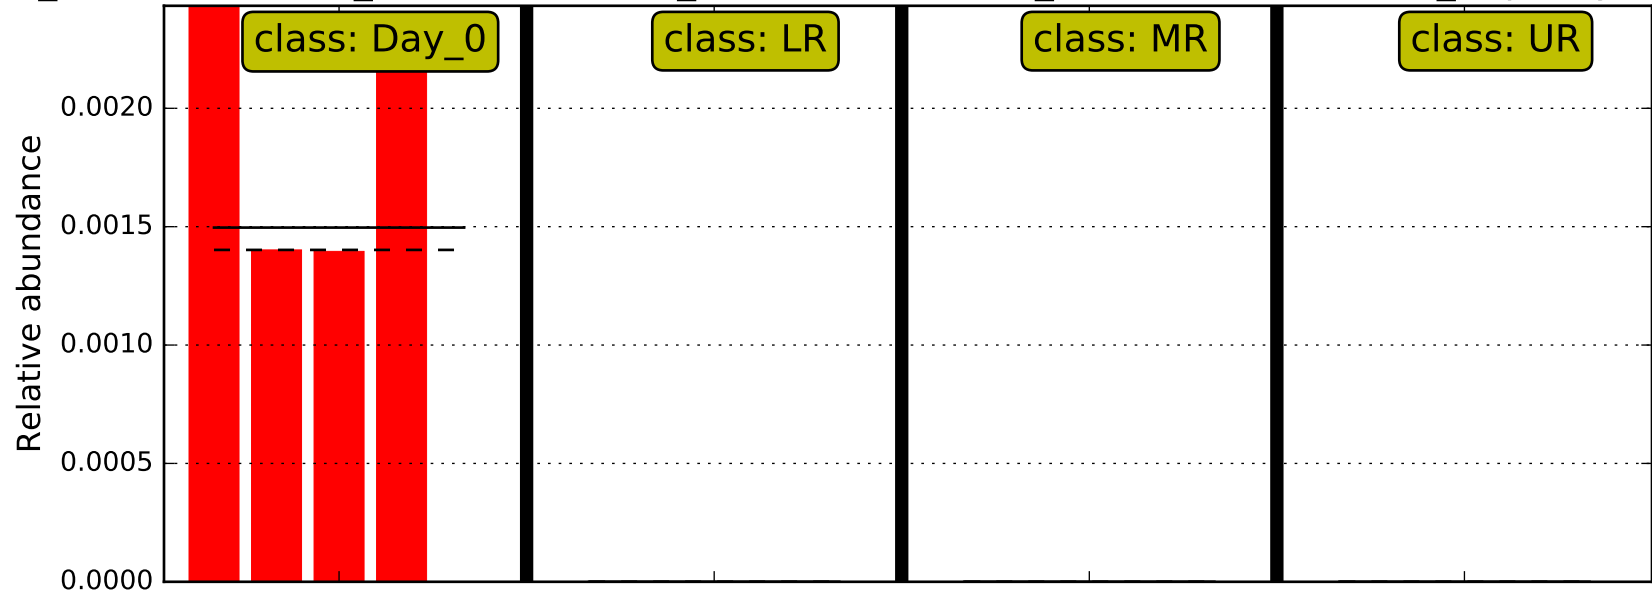 class: Day_0
class: LR
class: MR
class: UR
Relative abundance
0.0020
0.0015
0.0010
0.0005
0.0000